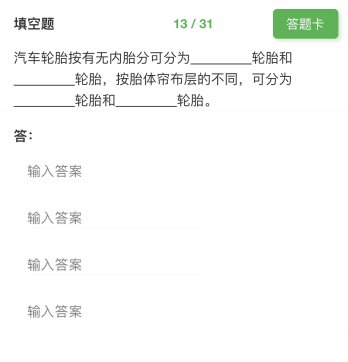 填空题 13 / 31 答题卡
汽车轮胎按有无内胎分可分为_________轮胎和
_________轮胎，按胎体帘布层的不同，可分为
_________轮胎和_________轮胎。
答：
输入答案
输入答案
输入答案
输入答案